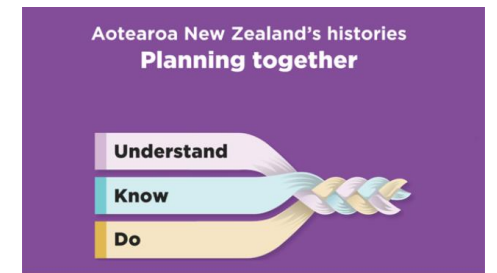 Aotearoa New Zealand's histories
Planning together
Understand
Know
Do